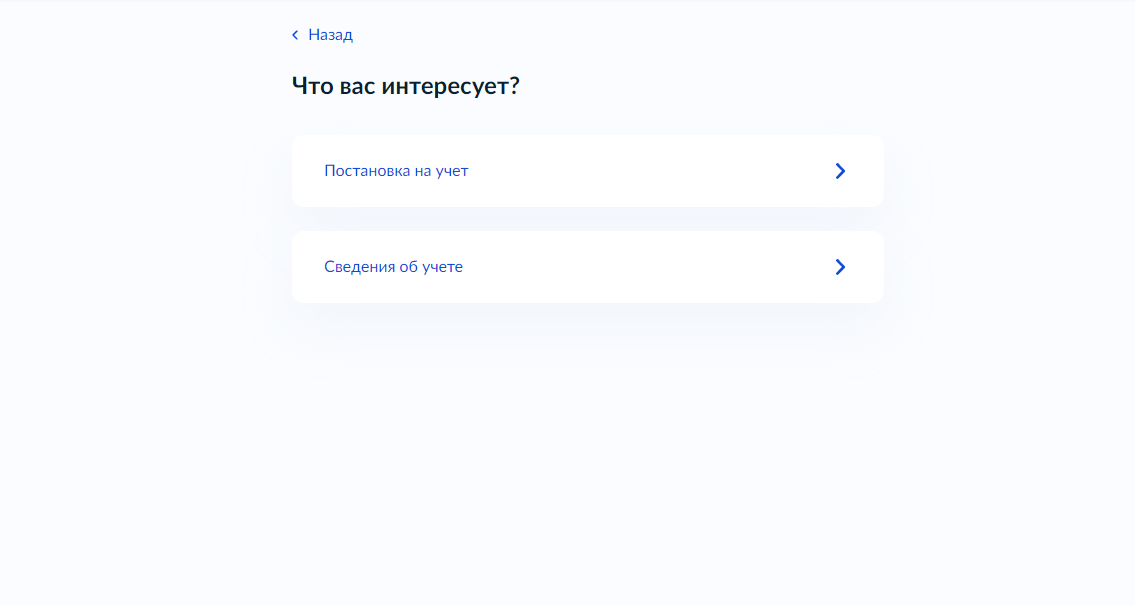 Назад
Что вас интересует?
Постановка на учет
Сведения об учете